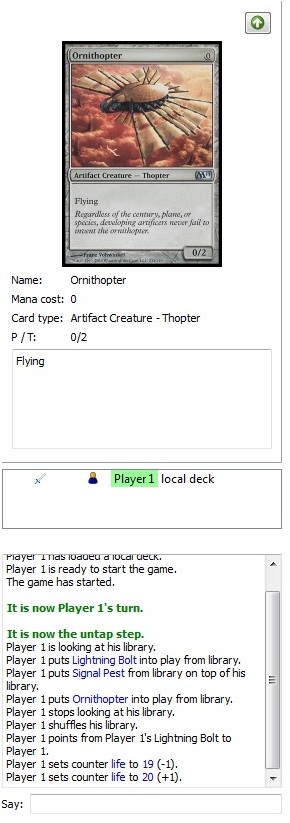 Ornithopter 0
Artifact Creature — Thopter
Flying
Regardless of the century, plane, or
species, developing artificers never fail to
invent the ornithopter.
Franz Vohwinkel
0/2
Name: Ornithopter
Mana cost: 0
Card type: Artifact Creature - Thopter
P / T: 0/2
Flying
Player 1 local deck
Player 1 has loaded a local deck.
Player 1 is ready to start the game.
The game has started.
It is now Player 1's turn.
It is now the untap step.
Player 1 is looking at his library.
Player 1 puts Lightning Bolt into play from library.
Player 1 puts Signal Pest from library on top of his
library.
Player 1 puts Ornithopter into play from library.
Player 1 stops looking at his library.
Player 1 shuffles his library.
Player 1 points from Player 1's Lightning Bolt to
Player 1.
Player 1 sets counter life to 19 (-1).
Player 1 sets counter life to 20 (+1).
Say: